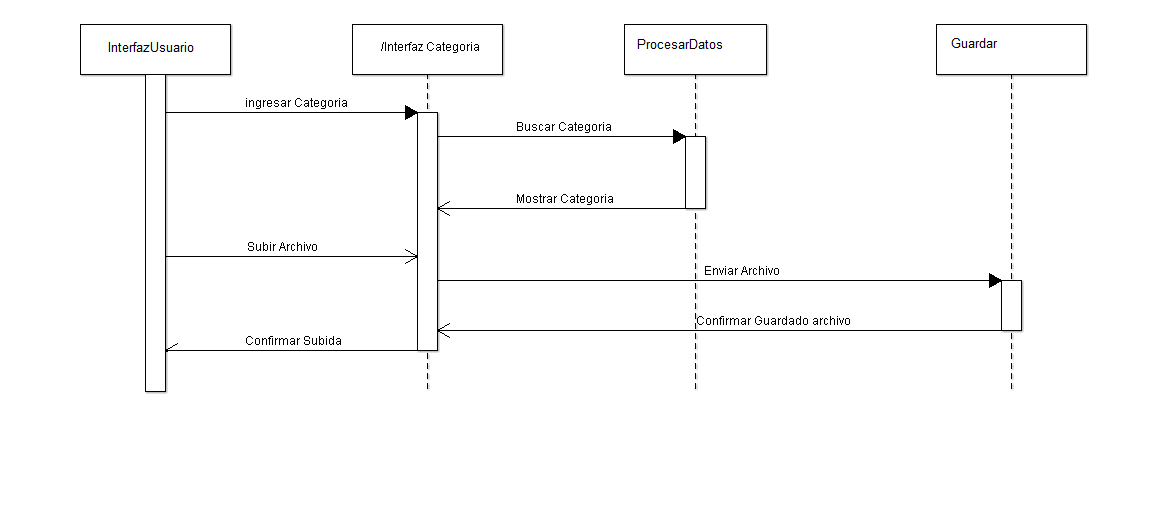 InterfazUsuario
/Interfaz Categoria
ProcesarDatos
Guardar
ingresar Categoria
Buscar Categoria
Mostrar Categoria
Subir Archivo
Enviar Archivo
Confirmar Guardado archivo
Confirmar Subida